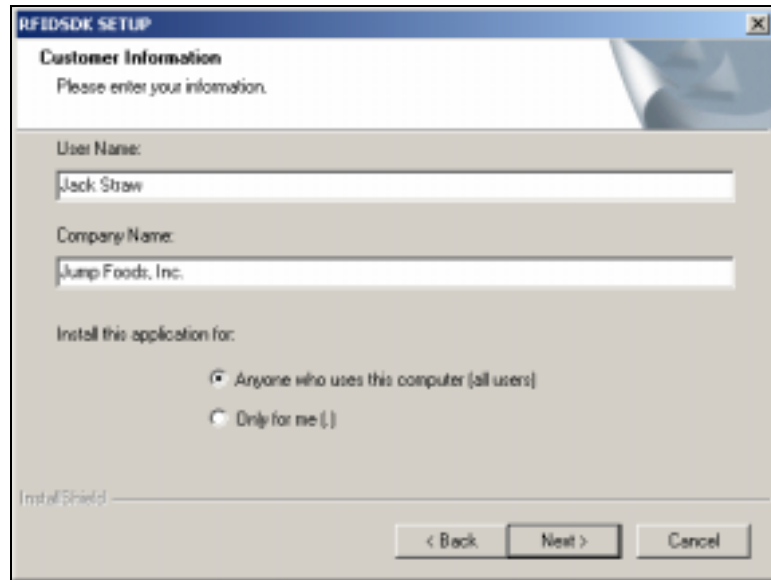 RFIDSDK SETUP
Customer Information
Please enter your information.
User Name:
Jack Straw
Company Name:
Jump Foods, Inc.
Install this application for:
Anyone who uses this computer (all users)
Only for me (.)
InstallShield
< Back
Next >
Cancel